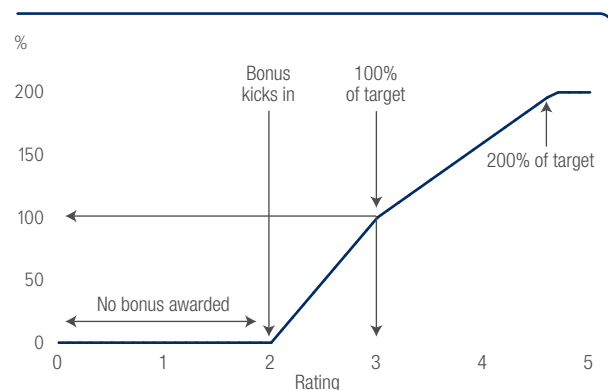 %
Bonus
kicks in
100%
of target
200
150
200% of target
100
50
No bonus awarded
0
0 1 2 3 4 5
Rating